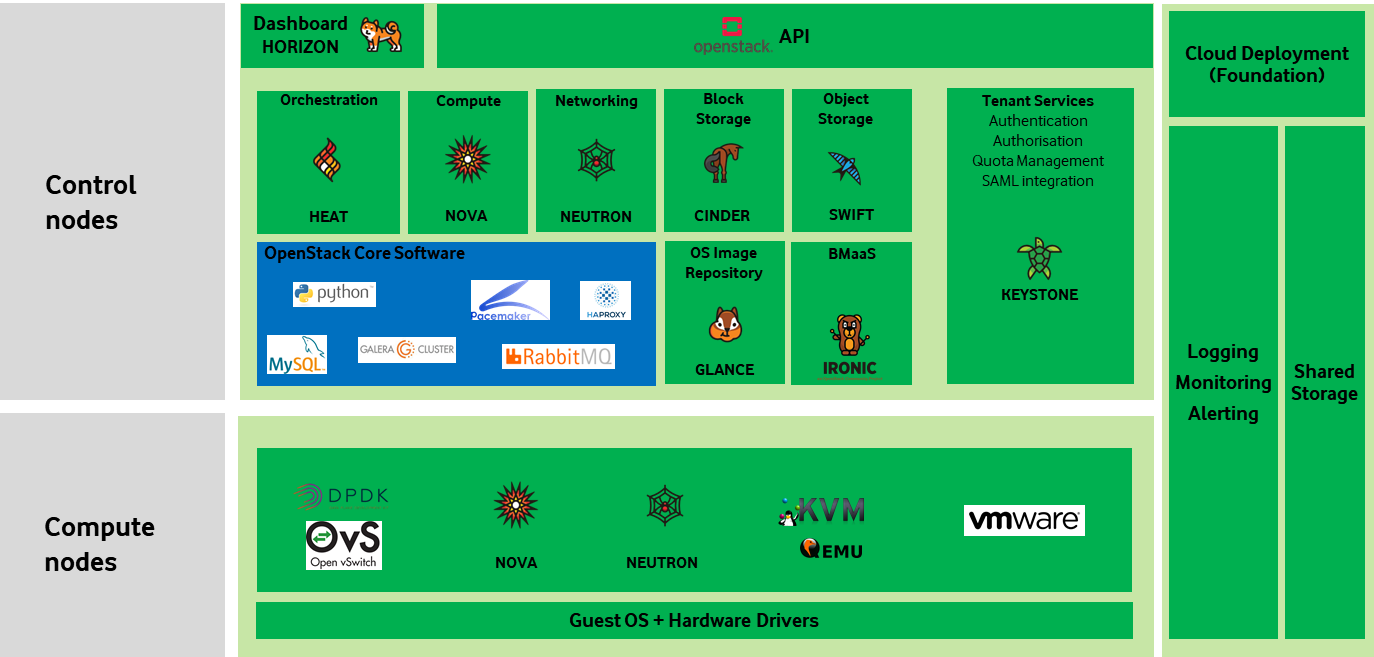 Control
nodes
Dashboard
HORIZON
openstack.
API
Orchestration
HEAT
Compute
NOVA
Networking
NEUTRON
Block
Storage
CINDER
Object
Storage
SWIFT
Tenant Services
Authentication
Authorisation
Quota Management
SAML integration
KEYSTONE
OpenStack Core Software
python
Pacemaker
HAPROXY
MySQL
GALERA CLUSTER
RabbitMQ
OS Image
Repository
GLANCE
BMaaS
IRONIC
Cloud Deployment
(Foundation)
Logging
Monitoring
Alerting
Shared
Storage
Compute
nodes
DPDK
OvS
Open vSwitch
NOVA
NEUTRON
KVM
QEMU
vmware
Guest OS + Hardware Drivers